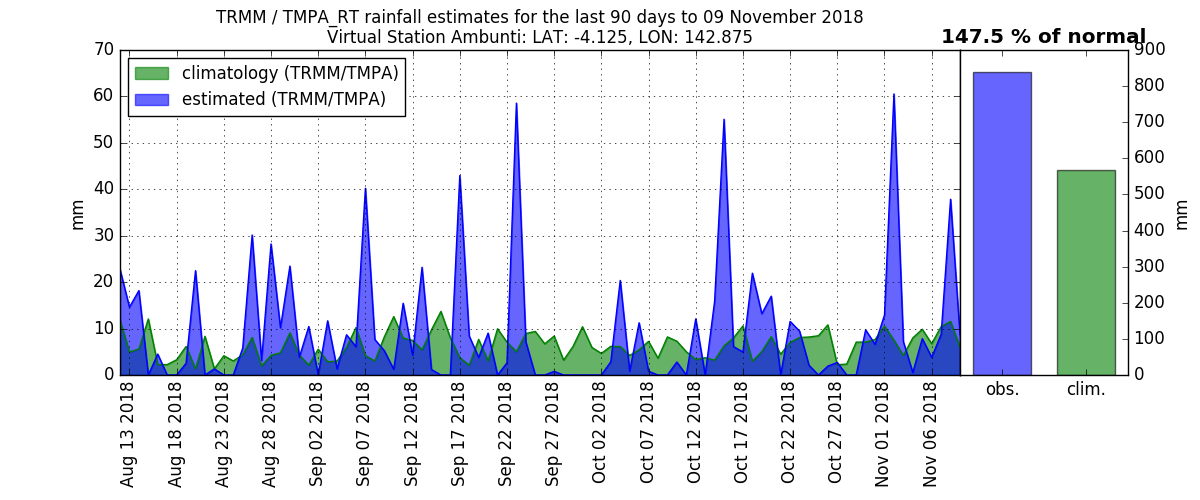 TRMM / TMPA_RT rainfall estimates for the last 90 days to 09 November 2018
Virtual Station Ambunti: LAT: -4.125, LON: 142.875
147.5 % of normal
climatology (TRMM/TMPA)
estimated (TRMM/TMPA)
70
60
50
40
30
20
10
0
mm
900
800
700
600
500
400
300
200
100
0
mm
Aug 13 2018
Aug 18 2018
Aug 23 2018
Aug 28 2018
Sep 02 2018
Sep 07 2018
Sep 12 2018
Sep 17 2018
Sep 22 2018
Sep 27 2018
Oct 02 2018
Oct 07 2018
Oct 12 2018
Oct 17 2018
Oct 22 2018
Oct 27 2018
Nov 01 2018
Nov 06 2018
obs.
clim.